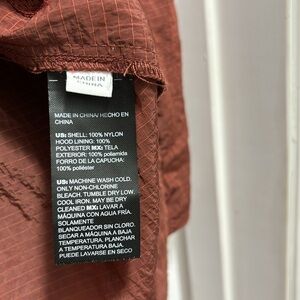 MADE IN
CHINA
MADE IN CHINA/ HECHO EN
CHINA
US: SHELL: 100% NYLON
HOOD LINING: 100%
POLYESTER MX: TELA
EXTERIOR: 100% poliamida
FORRO DE LA CAPUCHA:
100% poliéster
US: MACHINE WASH COLD.
ONLY NON-CHLORINE
BLEACH. TUMBLE DRY LOW.
COOL IRON. MAY BE DRY
CLEANED MX: LAVAR A
MÁQUINA CON AGUA FRÍA.
SOLAMENTE
BLANQUEADOR SIN CLORO.
SECAR A MÁQUINA A BAJA
TEMPERATURA. PLANCHAR
A TEMPERATURA BAJA.
PUEDE LAVARSE EN SECO